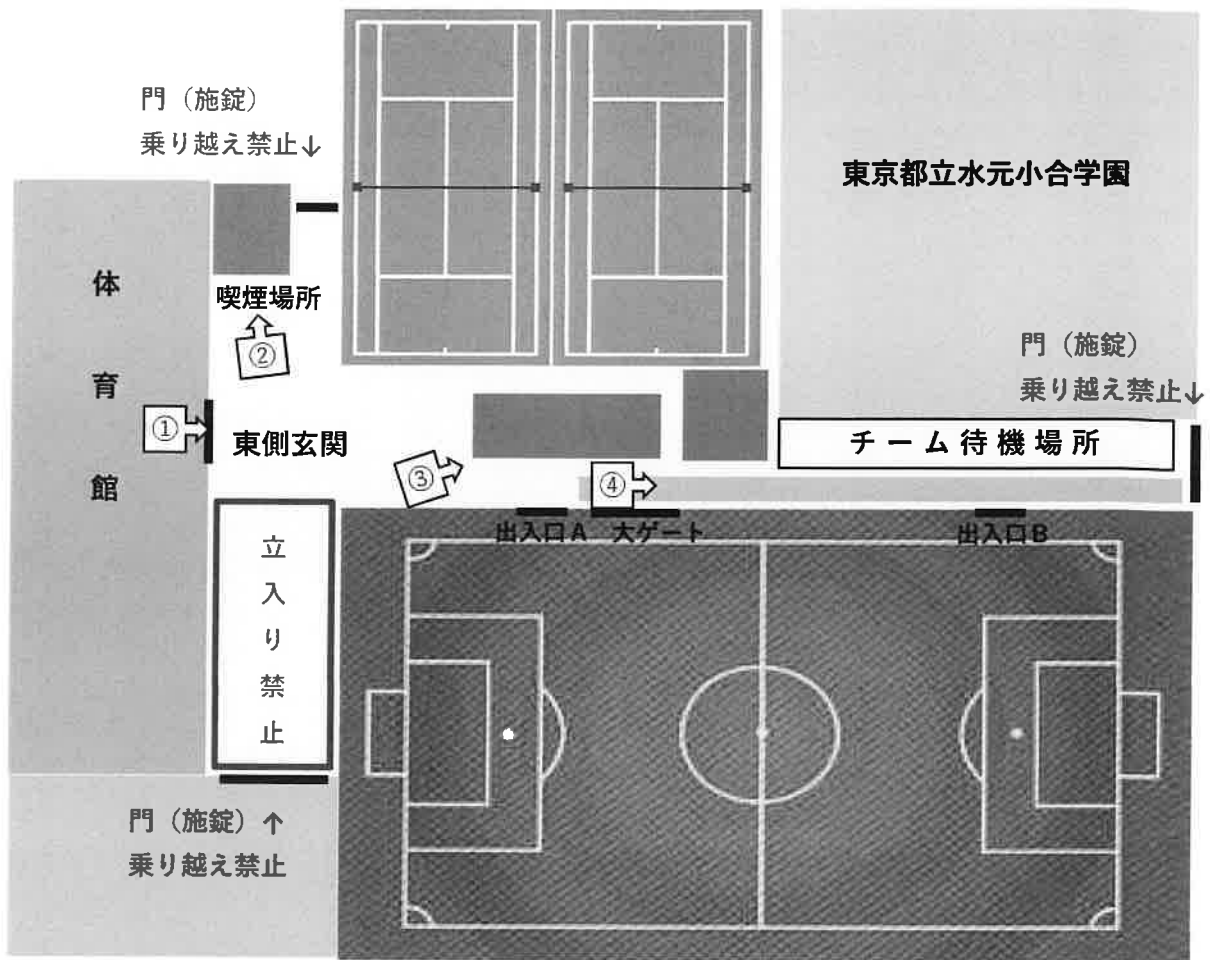 門（施錠）
乗り越え禁止↓
東京都立水元小合学園
体育館
喫煙場所
②
門（施錠）
乗り越え禁止↓
①
東側玄関
チーム待機場所
③
④
出入口A
大ゲート
出入口B
立入り禁止
門（施錠）↑
乗り越え禁止